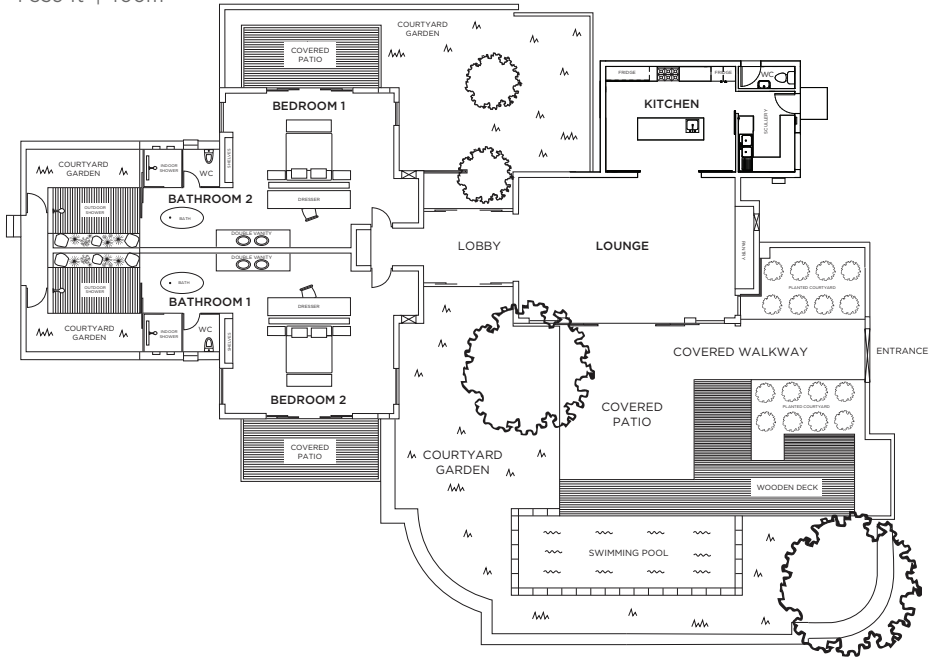 COURTYARD
GARDEN
COVERED
PATIO
BEDROOM 1
FRIDGE
FRIDGE
WC
KITCHEN
SCULLERY
COURTYARD
GARDEN
INDOOR
SHOWER
WC
SHELVES
BATHROOM 2
DRESSER
OUTDOOR
SHOWER
BATH
DOUBLE VANITY
LOBBY
LOUNGE
DOUBLE VANITY
BATH
OUTDOOR
SHOWER
PLANTED COURTYARD
BATHROOM 1
DRESSER
COURTYARD
GARDEN
INDOOR
SHOWER
WC
SHELVES
COVERED WALKWAY
ENTRANCE
BEDROOM 2
COVERED
PATIO
PLANTED COURTYARD
COVERED
PATIO
COURTYARD
GARDEN
WOODEN DECK
SWIMMING POOL